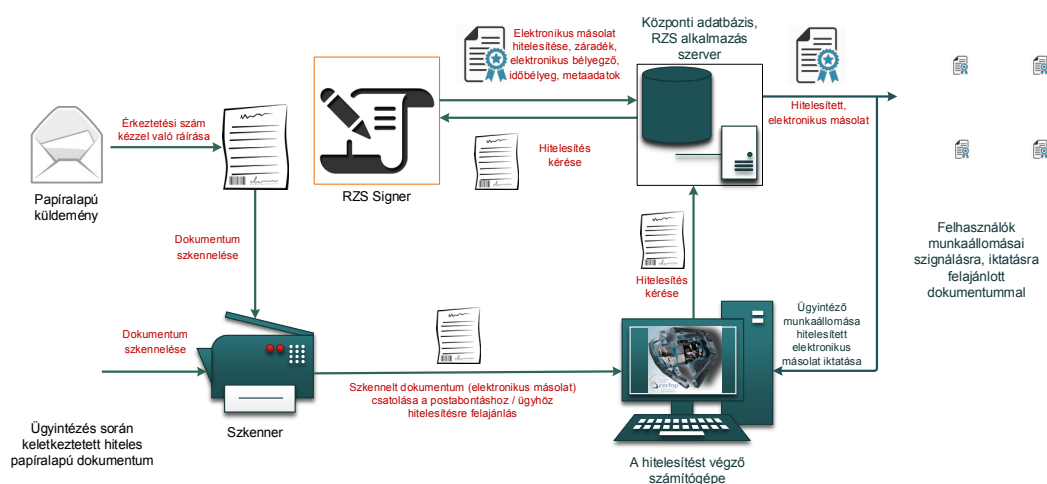 Központi adatbázis,
RZS alkalmazás
szerver
Elektronikus másolat
hitelesítése, záradék,
elektronikus bélyegző,
időbélyeg, metaadatok
Hitelesített,
elektronikus másolat
Érkeztetési szám
kézzel való ráírása
Hitelesítés
kérése
Papíralapú
küldemény
RZS Signer
Dokumentum
szkennelése
Felhasználók
munkaállomásai
szignálásra, iktatásra
felajánlott
dokumentummal
Hitelesítés
kérése
Ügyintéző
munkaállomása
hitelesített
elektronikus
másolat iktatása
Dokumentum
szkennelése
Szkennelt dokumentum (elektronikus másolat)
csatolása a postabontáshoz / ügyhöz
hitelesítésre felajánlás
Ügyintézés során
keletkeztetett hiteles
papíralapú dokumentum
Szkenner
A hitelesítést végző
számítógépe